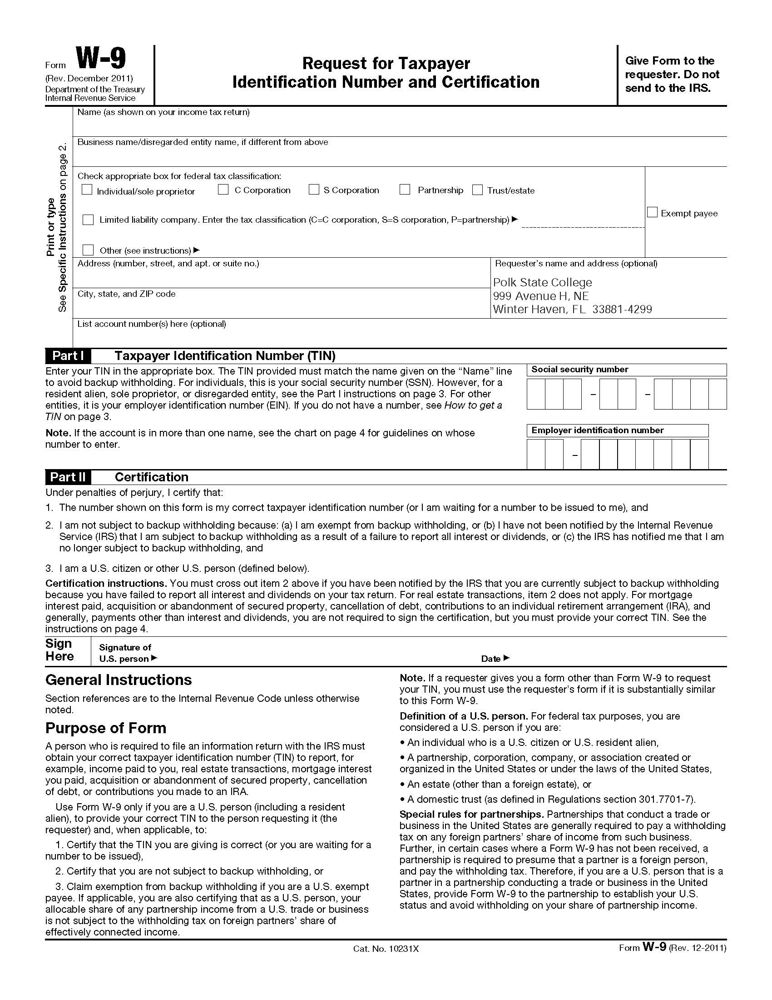 Form W-9
(Rev. December 2011)
Department of the Treasury
Internal Revenue Service
Request for Taxpayer
Identification Number and Certification
Give Form to the
requester. Do not
send to the IRS.
Print or type
See Specific Instructions on page 2.
Name (as shown on your income tax return)
Business name/disregarded entity name, if different from above
Check appropriate box for federal tax classification:
Individual/sole proprietor C Corporation S Corporation Partnership Trust/estate
Limited liability company. Enter the tax classification (C=C corporation, S=S corporation, P=partnership) ▶
Exempt payee
Other (see instructions) ▶
Address (number, street, and apt. or suite no.)
City, state, and ZIP code
Requester's name and address (optional)
Polk State College
999 Avenue H, NE
Winter Haven, FL 33881-4299
List account number(s) here (optional)
Part I Taxpayer Identification Number (TIN)
Enter your TIN in the appropriate box. The TIN provided must match the name given on the “Name” line
to avoid backup withholding. For individuals, this is your social security number (SSN). However, for a
resident alien, sole proprietor, or disregarded entity, see the Part I instructions on page 3. For other
entities, it is your employer identification number (EIN). If you do not have a number, see How to get a
TIN on page 3.
Note. If the account is in more than one name, see the chart on page 4 for guidelines on whose
number to enter.
Social security number
– –
Employer identification number
–
Part II Certification
Under penalties of perjury, I certify that:
1. The number shown on this form is my correct taxpayer identification number (or I am waiting for a number to be issued to me), and
2. I am not subject to backup withholding because: (a) I am exempt from backup withholding, or (b) I have not been notified by the Internal Revenue
Service (IRS) that I am subject to backup withholding as a result of a failure to report all interest or dividends, or (c) the IRS has notified me that I am
no longer subject to backup withholding, and
3. I am a U.S. citizen or other U.S. person (defined below).
Certification instructions. You must cross out item 2 above if you have been notified by the IRS that you are currently subject to backup withholding
because you have failed to report all interest and dividends on your tax return. For real estate transactions, item 2 does not apply. For mortgage
interest paid, acquisition or abandonment of secured property, cancellation of debt, contributions to an individual retirement arrangement (IRA), and
generally, payments other than interest and dividends, you are not required to sign the certification, but you must provide your correct TIN. See the
instructions on page 4.
Sign
Here
Signature of
U.S. person ▶ Date ▶
General Instructions
Section references are to the Internal Revenue Code unless otherwise
noted.
Purpose of Form
A person who is required to file an information return with the IRS must
obtain your correct taxpayer identification number (TIN) to report, for
example, income paid to you, real estate transactions, mortgage interest
you paid, acquisition or abandonment of secured property, cancellation
of debt, or contributions you made to an IRA.
Use Form W-9 only if you are a U.S. person (including a resident
alien), to provide your correct TIN to the person requesting it (the
requester) and, when applicable, to:
1. Certify that the TIN you are giving is correct (or you are waiting for a
number to be issued),
2. Certify that you are not subject to backup withholding, or
3. Claim exemption from backup withholding if you are a U.S. exempt
payee. If applicable, you are also certifying that as a U.S. person, your
allocable share of any partnership income from a U.S. trade or business
is not subject to the withholding tax on foreign partners' share of
effectively connected income.
Note. If a requester gives you a form other than Form W-9 to request
your TIN, you must use the requester's form if it is substantially similar
to this Form W-9.
Definition of a U.S. person. For federal tax purposes, you are
considered a U.S. person if you are:
• An individual who is a U.S. citizen or U.S. resident alien,
• A partnership, corporation, company, or association created or
organized in the United States or under the laws of the United States,
• An estate (other than a foreign estate), or
• A domestic trust (as defined in Regulations section 301.7701-7).
Special rules for partnerships. Partnerships that conduct a trade or
business in the United States are generally required to pay a withholding
tax on any foreign partners' share of income from such business.
Further, in certain cases where a Form W-9 has not been received, a
partnership is required to presume that a partner is a foreign person,
and pay the withholding tax. Therefore, if you are a U.S. person that is a
partner in a partnership conducting a trade or business in the United
States, provide Form W-9 to the partnership to establish your U.S.
status and avoid withholding on your share of partnership income.
Cat. No. 10231X
Form W-9 (Rev. 12-2011)